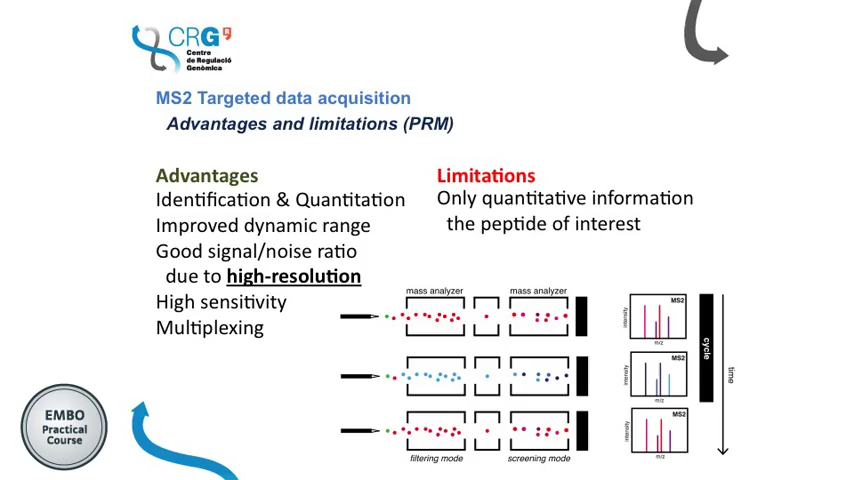 CRG
Centre
de Regulació
Genòmica
MS2 Targeted data acquisition
Advantages and limitations (PRM)
Advantages
Identification & Quantitation
Improved dynamic range
Good signal/noise ratio
due to high-resolution
High sensitivity
Multiplexing
Limitations
Only quantitative information
the peptide of interest
mass analyzer
mass analyzer
filtering mode
screening mode
MS2
intensity
m/z
MS2
intensity
m/z
MS2
intensity
m/z
cycle
time
EMBO
Practical
Course